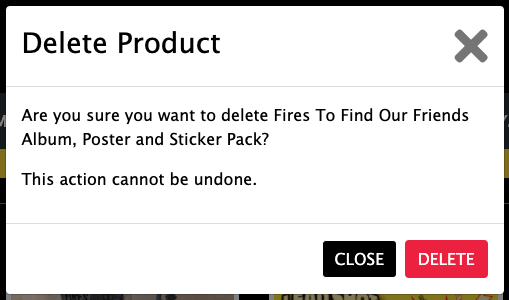 Delete Product
Are you sure you want to delete Fires To Find Our Friends
Album, Poster and Sticker Pack?
This action cannot be undone.
CLOSE
DELETE